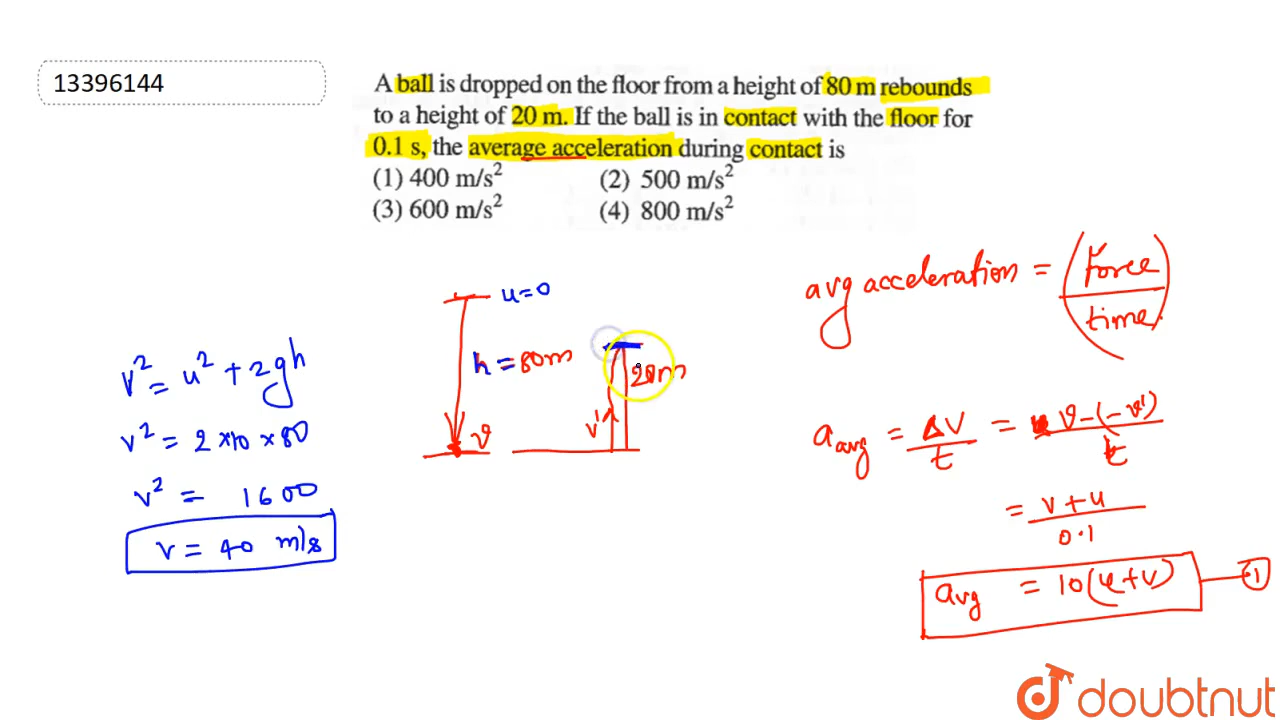 13396144
A ball is dropped on the floor from a height of 80 m rebounds
to a height of 20 m. If the ball is in contact with the floor for
0.1 s, the average acceleration during contact is
(1) 400 m/s² (2) 500 m/s²
(3) 600 m/s² (4) 800 m/s²
u=0
h = 80m
v
v'
20m
v² = u² + 2gh
v² = 2×10×80
v² = 1600
v = 40 m/s
avg acceleration = (Force/time)
a avg = Δv/t = v-(-v')/t
= v+u/0.1
avg = 10(u+v) 1
doubtnut